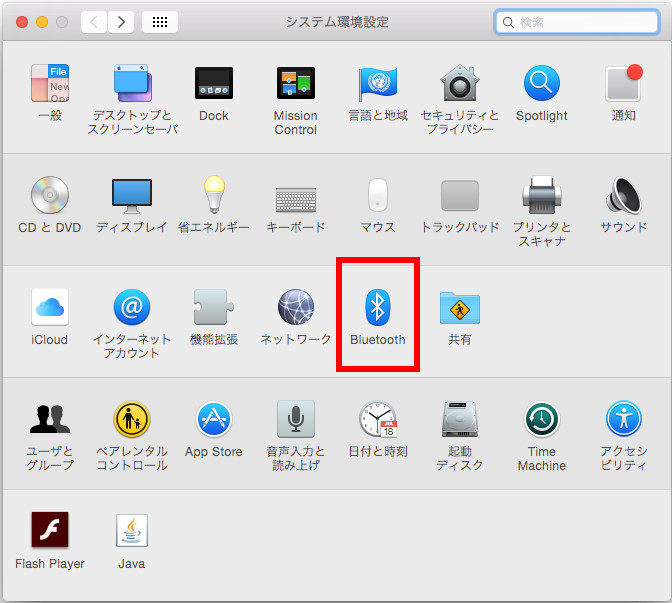 システム環境設定
検索
File
New
Ope
一般
デスクトップと
スクリーンセーバ
Dock
Mission
Control
言語と地域
セキュリティと
プライバシー
Spotlight
通知
CD と DVD
ディスプレイ
省エネルギー
キーボード
マウス
トラックパッド
プリンタと
スキャナ
サウンド
iCloud
インターネット
アカウント
機能拡張
ネットワーク
Bluetooth
共有
ユーザと
グループ
ペアレンタル
コントロール
App Store
音声入力と
読み上げ
JUL
18
日付と時刻
起動
ディスク
Time
Machine
アクセシ
ビリティ
Flash Player
Java